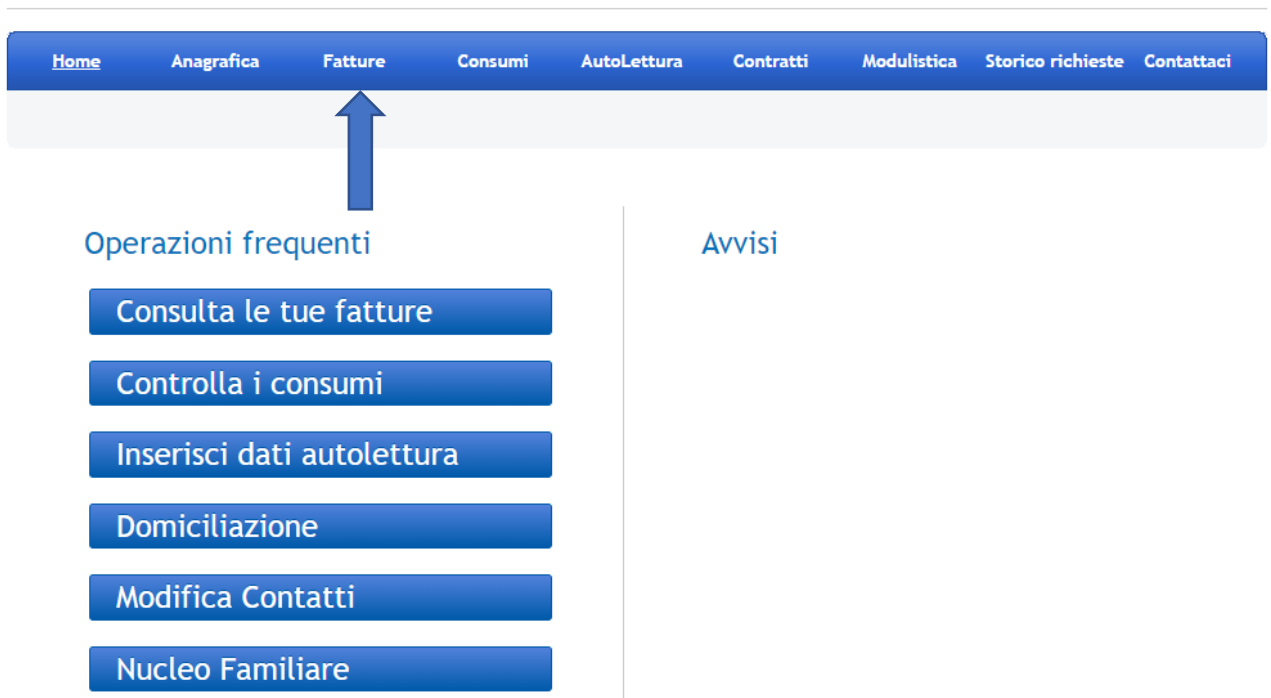 Home Anagrafica Fatture Consumi AutoLettura Contratti Modulistica Storico richieste Contattaci
Operazioni frequenti
Consulta le tue fatture
Controlla i consumi
Inserisci dati autolettura
Domiciliazione
Modifica Contatti
Nucleo Familiare
Avvisi